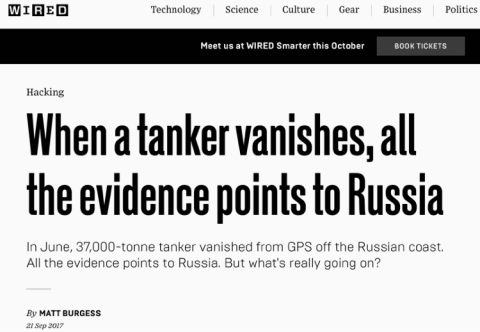 WIRED
Technology Science Culture Gear Business Politics
Meet us at WIRED Smarter this October BOOK TICKETS
Hacking
When a tanker vanishes, all
the evidence points to Russia
In June, 37,000-tonne tanker vanished from GPS off the Russian coast.
All the evidence points to Russia. But what's really going on?
By MATT BURGESS
21 Sep 2017